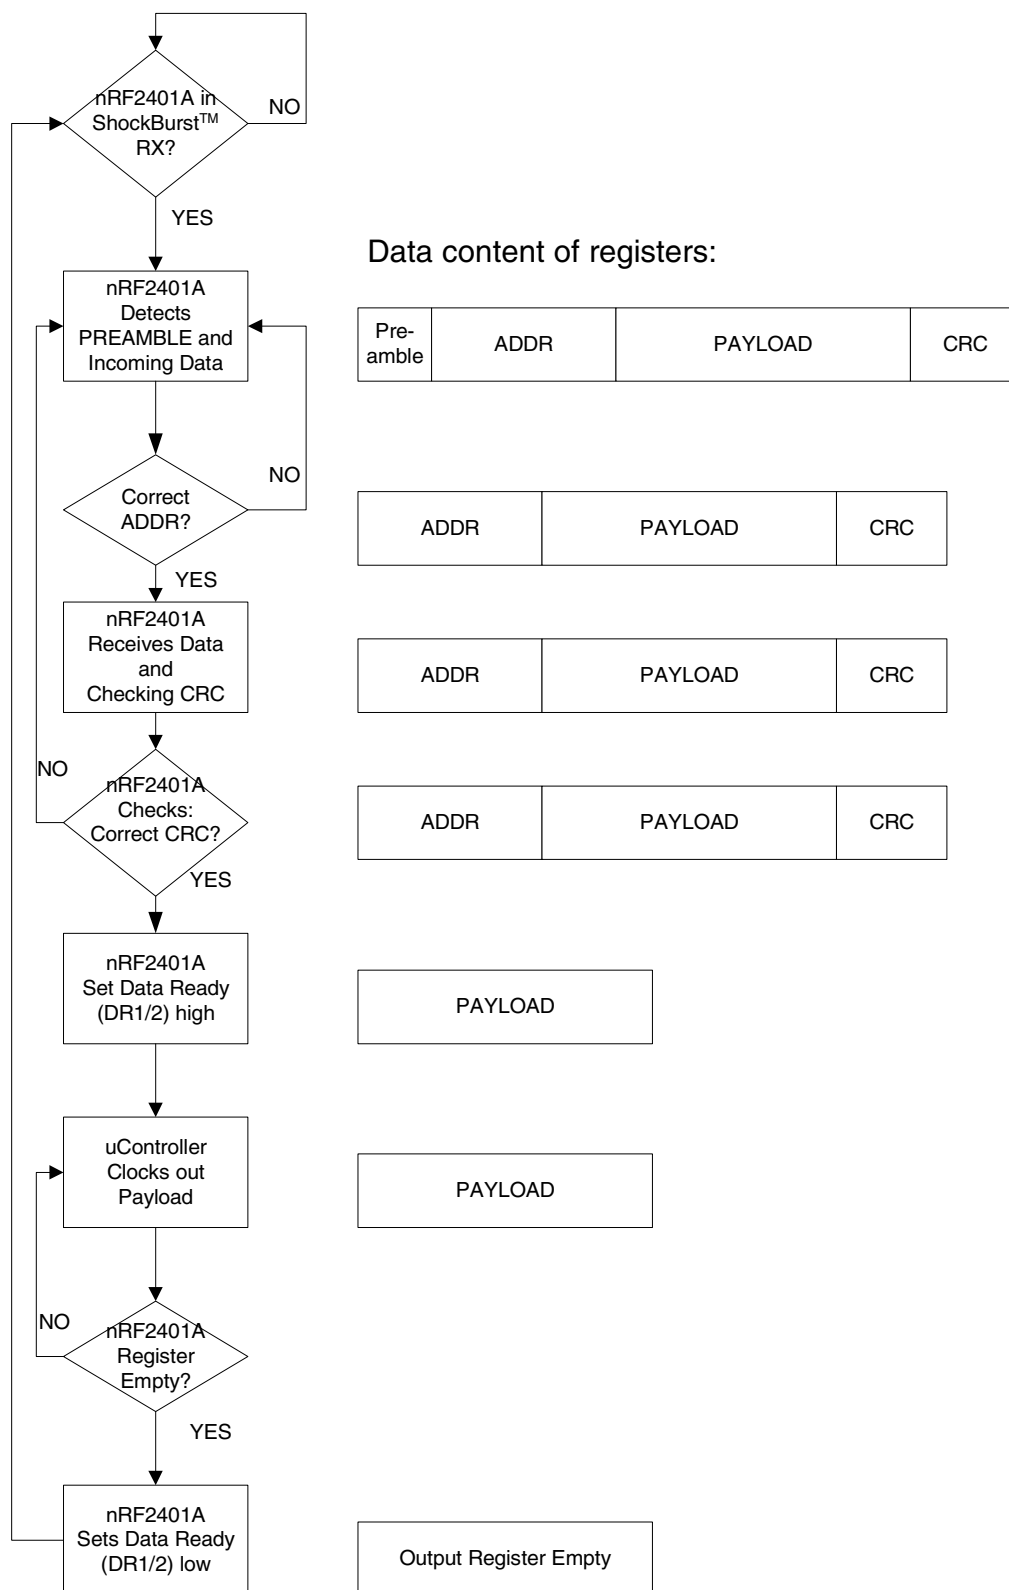 nRF2401A in
ShockBurst™
RX?
NO
YES
Data content of registers:
nRF2401A
Detects
PREAMBLE and
Incoming Data
Pre-
amble
ADDR
PAYLOAD
CRC
NO
Correct
ADDR?
ADDR
PAYLOAD
CRC
YES
nRF2401A
Receives Data
and
Checking CRC
ADDR
PAYLOAD
CRC
NO
nRF2401A
Checks:
Correct CRC?
ADDR
PAYLOAD
CRC
YES
nRF2401A
Set Data Ready
(DR1/2) high
PAYLOAD
uController
Clocks out
Payload
PAYLOAD
NO
nRF2401A
Register
Empty?
YES
nRF2401A
Sets Data Ready
(DR1/2) low
Output Register Empty